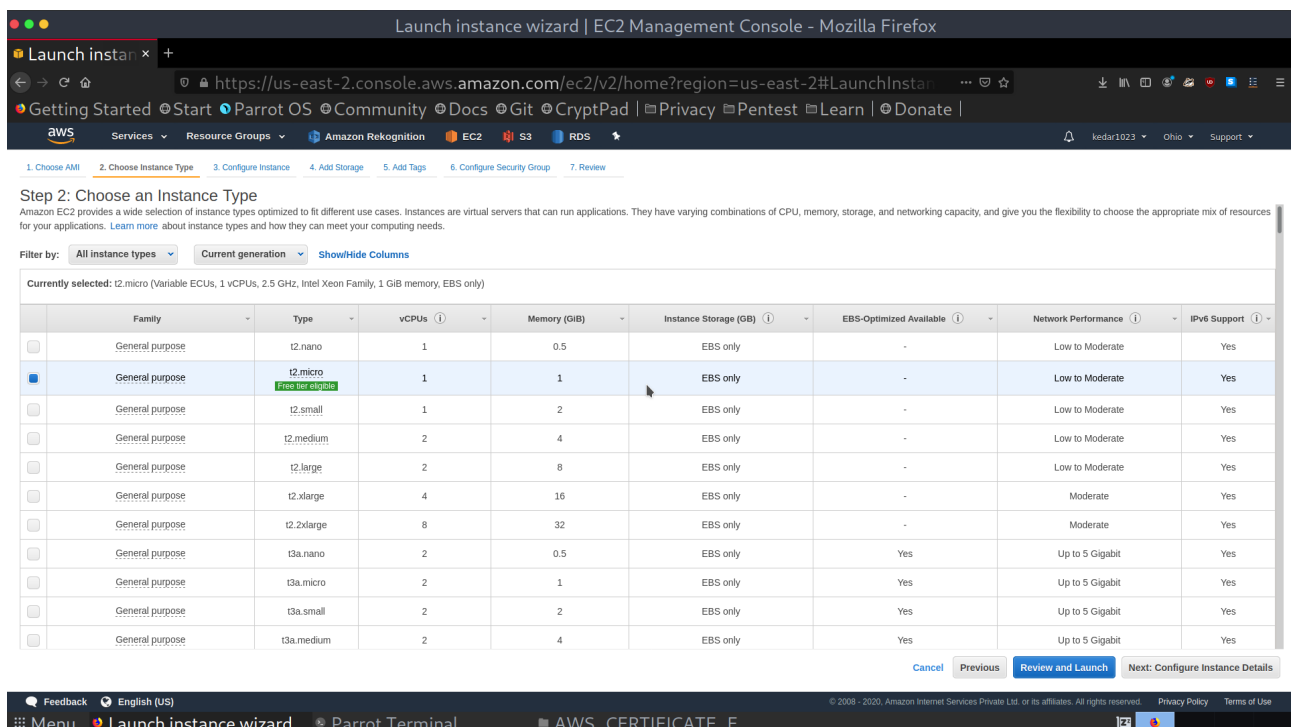 Launch instance wizard | EC2 Management Console - Mozilla Firefox
Launch instan × +
https://us-east-2.console.aws.amazon.com/ec2/v2/home?region=us-east-2#LaunchInstan
Getting Started Start Parrot OS Community Docs Git CryptPad | Privacy Pentest Learn | Donate |
aws Services Resource Groups Amazon Rekognition EC2 S3 RDS kedar1023 Ohio Support
1. Choose AMI 2. Choose Instance Type 3. Configure Instance 4. Add Storage 5. Add Tags 6. Configure Security Group 7. Review
Step 2: Choose an Instance Type
Amazon EC2 provides a wide selection of instance types optimized to fit different use cases. Instances are virtual servers that can run applications. They have varying combinations of CPU, memory, storage, and networking capacity, and give you the flexibility to choose the appropriate mix of resources
for your applications. Learn more about instance types and how they can meet your computing needs.
Filter by: All instance types Current generation Show/Hide Columns
Currently selected: t2.micro (Variable ECUs, 1 vCPUs, 2.5 GHz, Intel Xeon Family, 1 GiB memory, EBS only)
Family Type vCPUs Memory (GiB) Instance Storage (GB) EBS-Optimized Available Network Performance IPv6 Support
General purpose t2.nano 1 0.5 EBS only - Low to Moderate Yes
General purpose t2.micro 1 1 EBS only - Low to Moderate Yes
Free tier eligible
General purpose t2.small 1 2 EBS only - Low to Moderate Yes
General purpose t2.medium 2 4 EBS only - Low to Moderate Yes
General purpose t2.large 2 8 EBS only - Low to Moderate Yes
General purpose t2.xlarge 4 16 EBS only - Moderate Yes
General purpose t2.2xlarge 8 32 EBS only - Moderate Yes
General purpose t3a.nano 2 0.5 EBS only Yes Up to 5 Gigabit Yes
General purpose t3a.micro 2 1 EBS only Yes Up to 5 Gigabit Yes
General purpose t3a.small 2 2 EBS only Yes Up to 5 Gigabit Yes
General purpose t3a.medium 2 4 EBS only Yes Up to 5 Gigabit Yes
Cancel Previous Review and Launch Next: Configure Instance Details
Feedback English (US) © 2008 - 2020, Amazon Internet Services Private Ltd. or its affiliates. All rights reserved. Privacy Policy Terms of Use
Menu Launch instance wizard Parrot Terminal AWS_CERTIFICATE_F